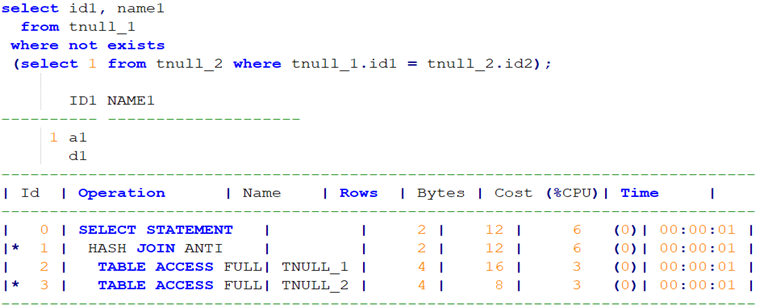 select id1, name1
  from tnull_1
 where not exists
 (select 1 from tnull_2 where tnull_1.id1 = tnull_2.id2);

       ID1 NAME1
---------- --------------------
         1 a1
           d1
------------------------------------------------------------------------------
| Id  | Operation          | Name    | Rows  | Bytes | Cost (%CPU)| Time     |
------------------------------------------------------------------------------
|   0 | SELECT STATEMENT   |         |     2 |    12 |     6   (0)| 00:00:01 |
|*  1 |  HASH JOIN ANTI    |         |     2 |    12 |     6   (0)| 00:00:01 |
|   2 |   TABLE ACCESS FULL| TNULL_1 |     4 |    16 |     3   (0)| 00:00:01 |
|*  3 |   TABLE ACCESS FULL| TNULL_2 |     4 |     8 |     3   (0)| 00:00:01 |
------------------------------------------------------------------------------